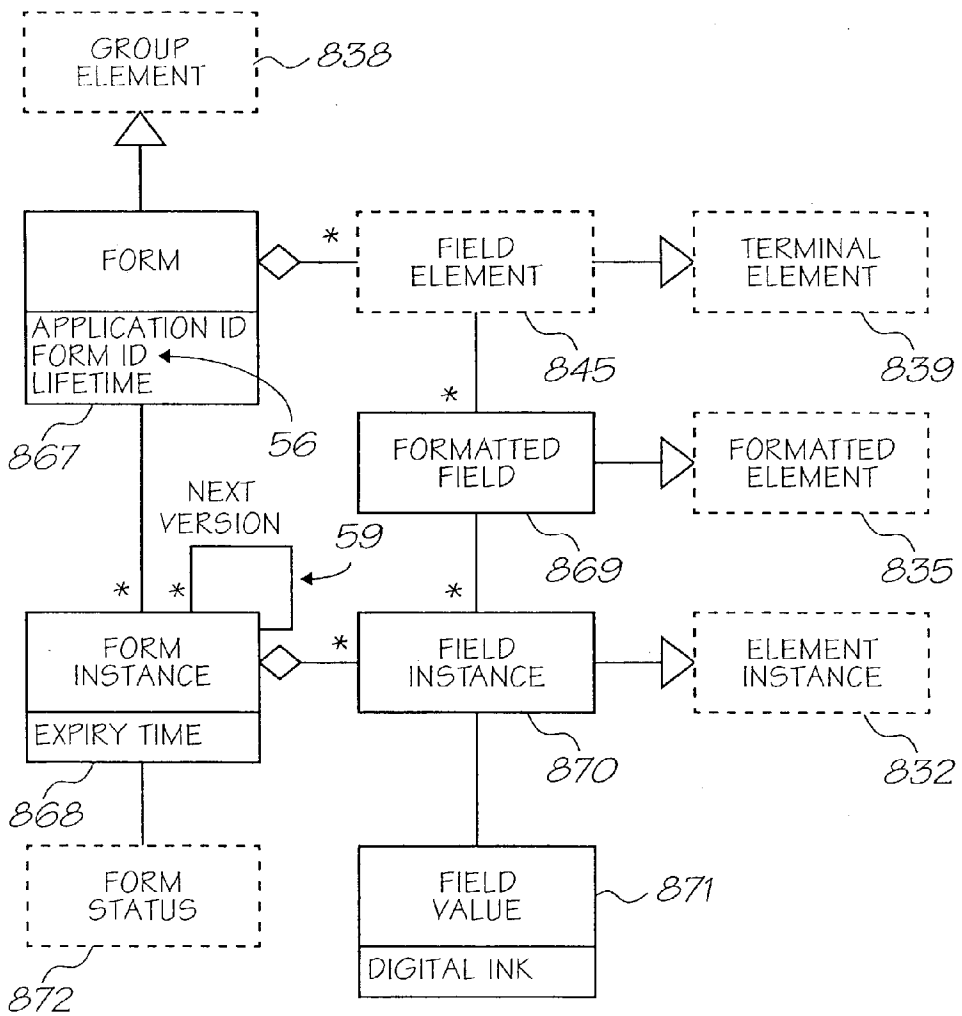 GROUP
ELEMENT
838
FORM
APPLICATION ID
FORM ID
LIFETIME
867
56
*
FIELD
ELEMENT
845
TERMINAL
ELEMENT
839
*
FORMATTED
FIELD
869
FORMATTED
ELEMENT
835
NEXT
VERSION
59
*
*
FORM
INSTANCE
EXPIRY TIME
868
*
*
FIELD
INSTANCE
870
ELEMENT
INSTANCE
832
FORM
STATUS
872
FIELD
VALUE
DIGITAL INK
871